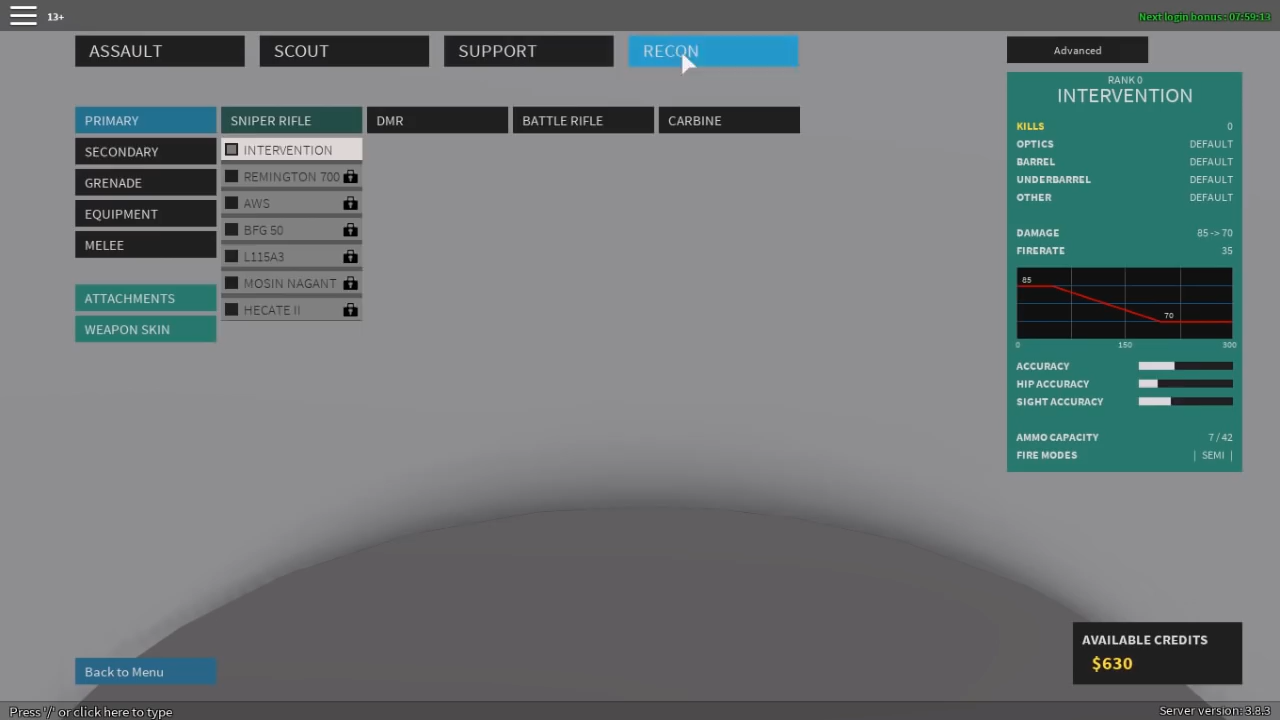 13+
Next login bonus: 07:59:13
ASSAULT
SCOUT
SUPPORT
RECON
Advanced
PRIMARY
SECONDARY
GRENADE
EQUIPMENT
MELEE
ATTACHMENTS
WEAPON SKIN
SNIPER RIFLE
DMR
BATTLE RIFLE
CARBINE
INTERVENTION
REMINGTON 700
AWS
BFG 50
L115A3
MOSIN NAGANT
HECATE II
RANK 0
INTERVENTION
KILLS 0
OPTICS DEFAULT
BARREL DEFAULT
UNDERBARREL DEFAULT
OTHER DEFAULT
DAMAGE 85 -> 70
FIRERATE 35
85
70
0 150 300
ACCURACY
HIP ACCURACY
SIGHT ACCURACY
AMMO CAPACITY 7 / 42
FIRE MODES | SEMI |
AVAILABLE CREDITS
$630
Back to Menu
Press '/' or click here to type
Server version: 3.8.3